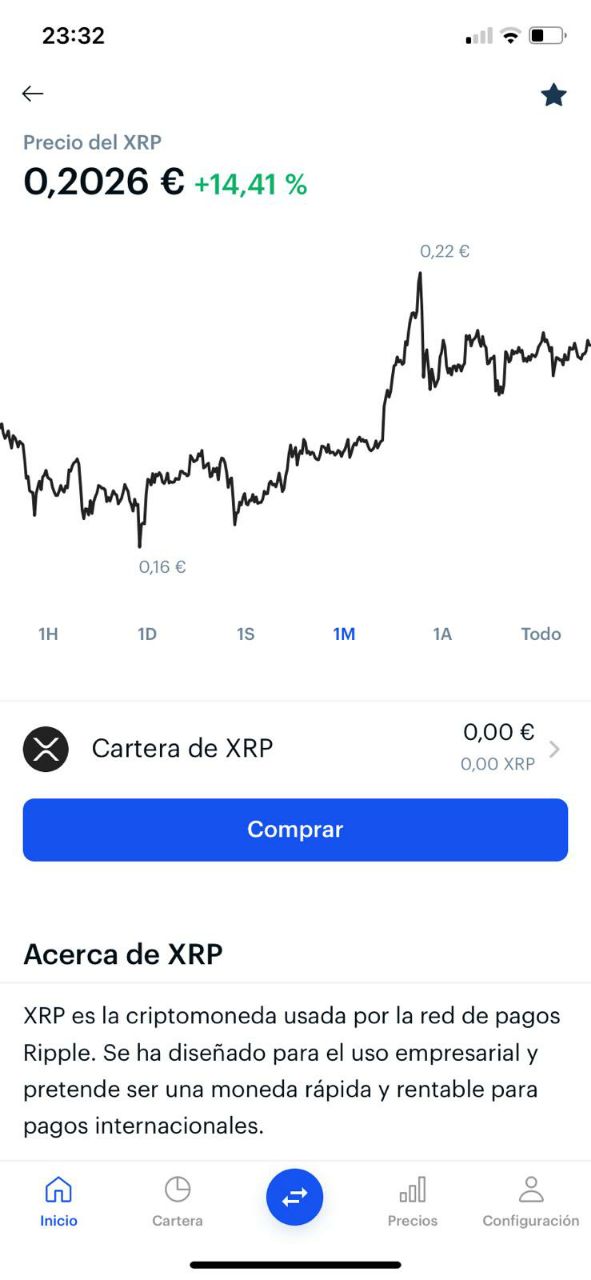 23:32
Precio del XRP
0,2026 € +14,41 %
0,22 €
0,16 €
1H 1D 1S 1M 1A Todo
Cartera de XRP
0,00 €
0,00 XRP
Comprar
Acerca de XRP
XRP es la criptomoneda usada por la red de pagos
Ripple. Se ha diseñado para el uso empresarial y
pretende ser una moneda rápida y rentable para
pagos internacionales.
Inicio Cartera Precios Configuración